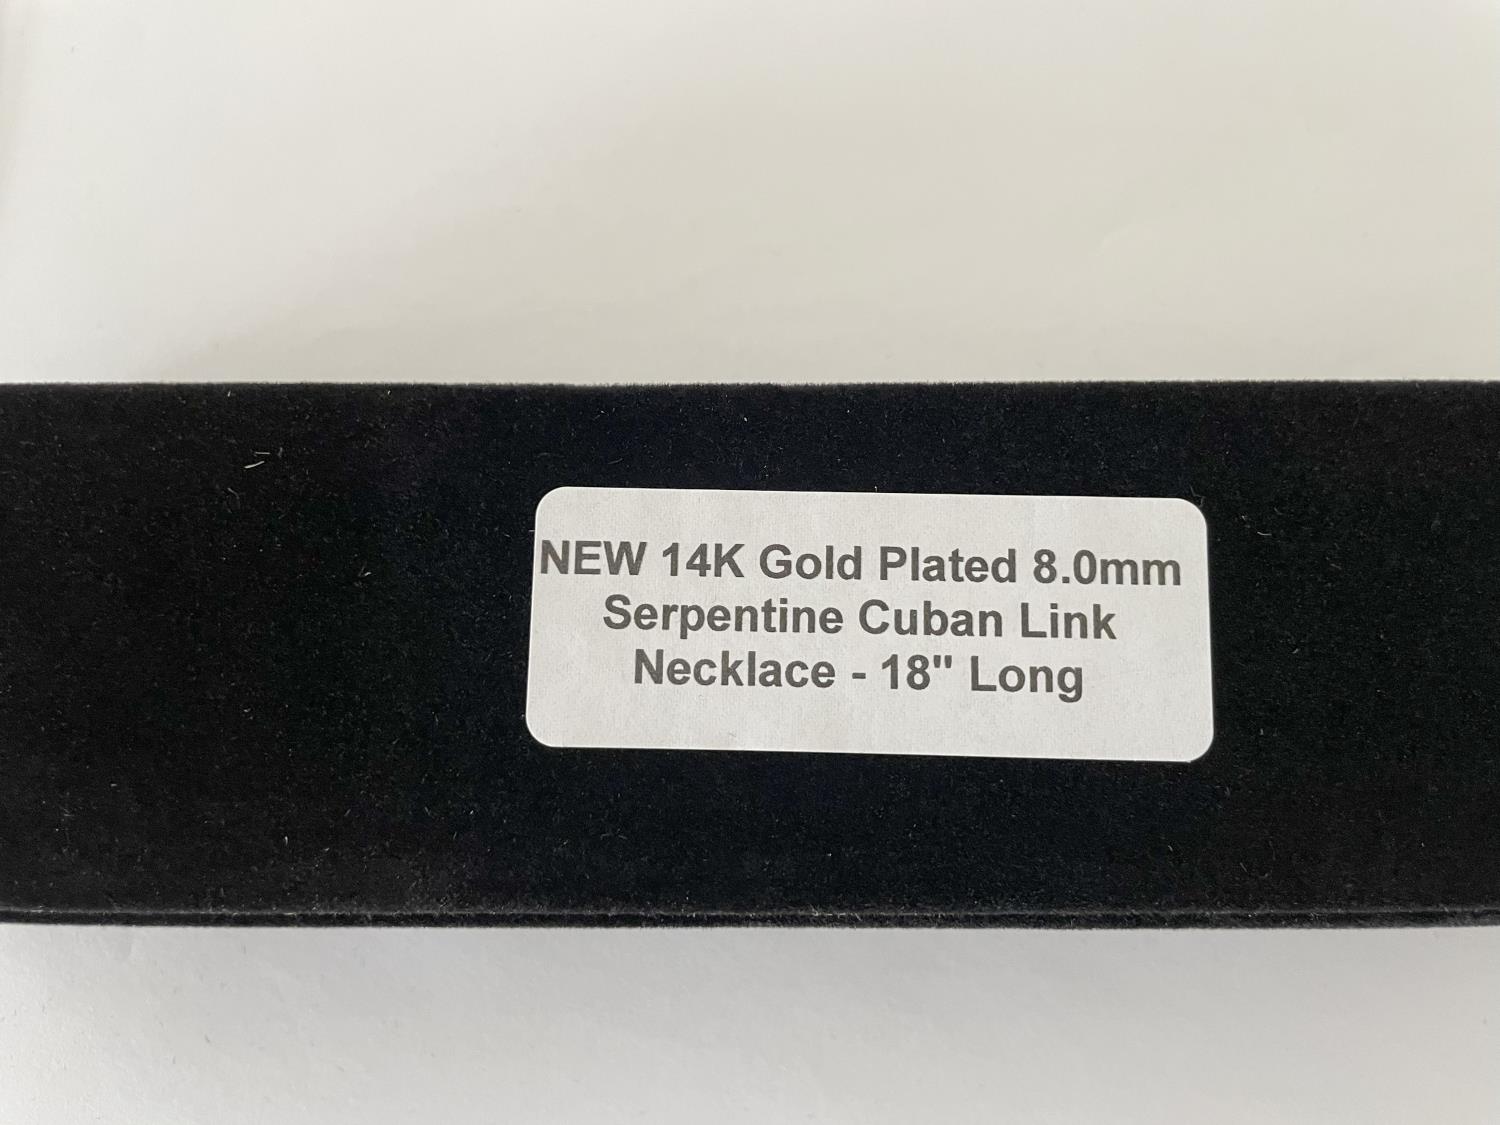 NEW 14K Gold Plated 8.0mm
Serpentine Cuban Link
Necklace - 18" Long